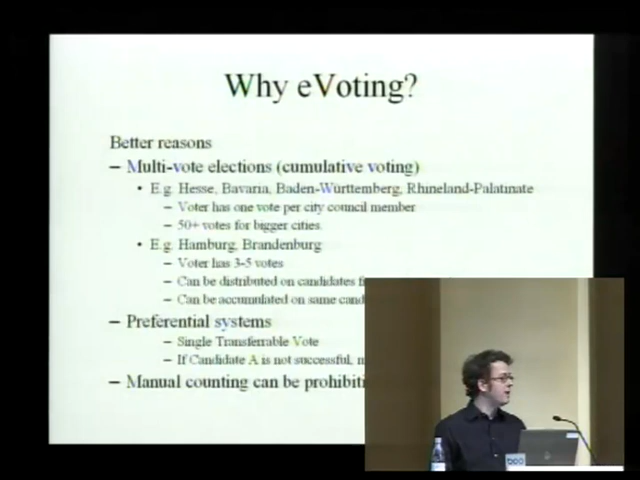 Why eVoting?
Better reasons
– Multi-vote elections (cumulative voting)
• E.g. Hesse, Bavaria, Baden-Württemberg, Rhineland-Palatinate
– Voter has one vote per city council member
– 50+ votes for bigger cities.
• E.g. Hamburg, Brandenburg
– Voter has 3-5 votes
– Can be distributed on candidates
– Can be accumulated on same
– Preferential systems
– Single Transferrable Vote
– If Candidate A is not successful,
– Manual counting can be